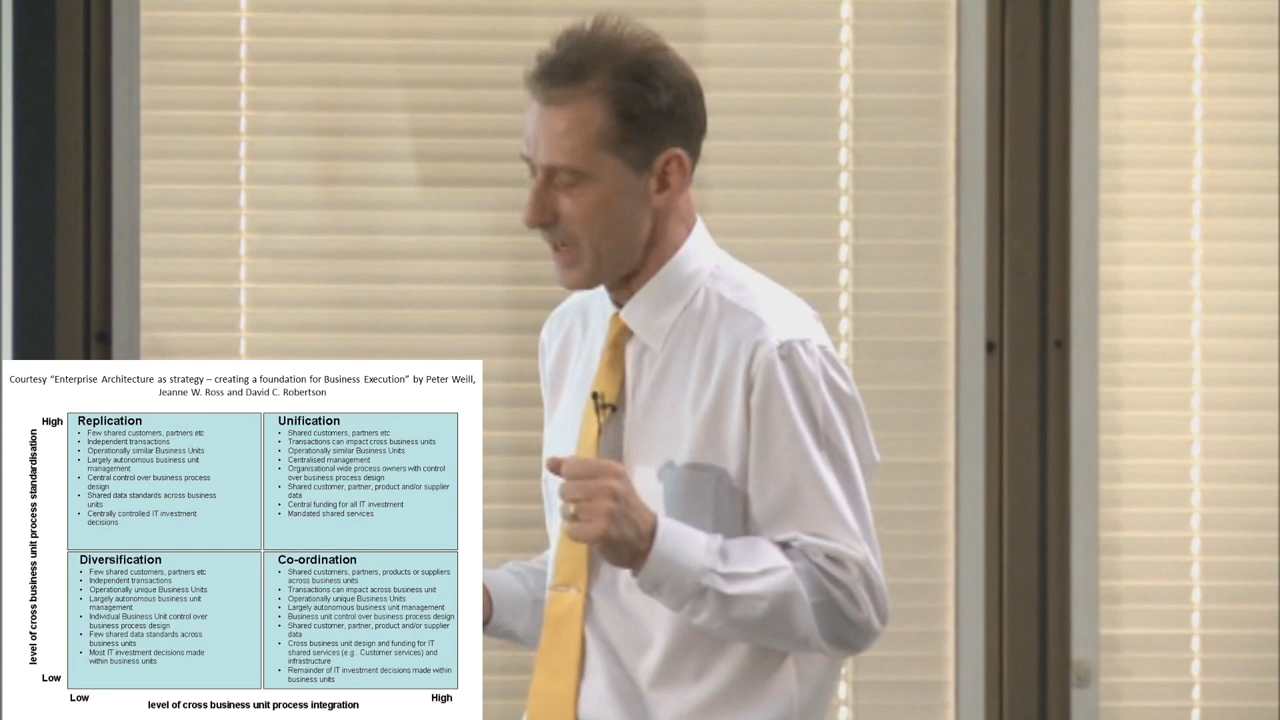 Courtesy “Enterprise Architecture as strategy – creating a foundation for Business Execution” by Peter Weill,
Jeanne W. Ross and David C. Robertson
High
level of cross business unit process standardisation
Low
Replication
• Few shared customers, partners etc
• Independent transactions
• Operationally similar Business Units
• Largely autonomous business unit
management
• Central control over business process
design
• Shared data standards across business
units
• Centrally controlled IT investment
decisions
Unification
• Shared customers, partners etc
• Transactions can impact cross business units
• Operationally similar Business Units
• Centralised management
• Organisational wide process owners with control
over business process design
• Shared customer, partner, product and/or supplier
data
• Central funding for all IT investment
• Mandated shared services
Diversification
• Few shared customers, partners etc
• Independent transactions
• Operationally unique Business Units
• Largely autonomous business unit
management
• Individual Business Unit control over
business process design
• Few shared data standards across
business units
• Most IT investment decisions made
within business units
Co-ordination
• Shared customers, partners, products or suppliers
across business units
• Transactions can impact across business unit
• Operationally unique Business Units
• Largely autonomous business unit management
• Business unit control over business process design
• Shared customer, partner, product and/or supplier
data
• Cross business unit design and funding for IT
shared services (e.g. Customer services) and
infrastructure
• Remainder of IT investment decisions made within
business units
Low
High
level of cross business unit process integration